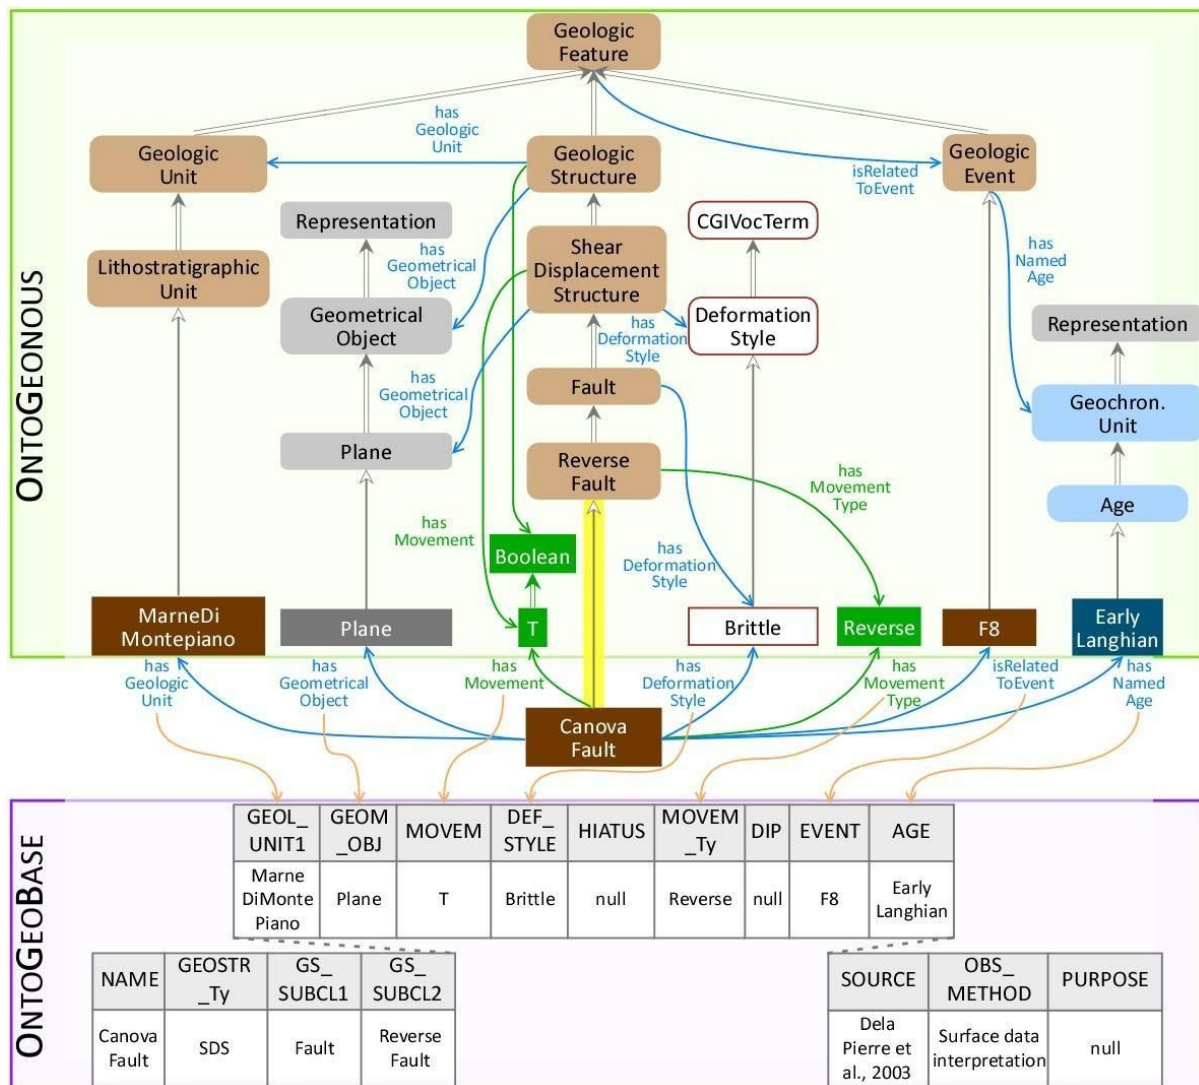 Geologic
Feature
has
Geologic
Unit
Geologic
Unit
Geologic
Structure
isRelated
ToEvent
Geologic
Event
Representation
CGIVocTerm
has
Geometrical
Object
Shear
Displacement
Structure
has
Named
Age
Lithostratigraphic
Unit
Geometrical
Object
has
Deformation
Style
Deformation
Style
Representation
has
Geometrical
Object
Fault
Geochron.
Unit
Plane
Reverse
Fault
has
Movement
Type
Age
has
Movement
Boolean
has
Deformation
Style
MarneDi
Montepiano
Plane
T
Brittle
Reverse
F8
Early
Langhian
ONTOGEONOUS
has
Geologic
Unit
has
Geometrical
Object
has
Movement
has
Deformation
Style
has
Movement
Type
isRelated
ToEvent
has
Named
Age
Canova
Fault
ONTOGEOBASE
GEOL_
UNIT1
GEOM
_OBJ
MOVEM
DEF_
STYLE
HIATUS
MOVEM
_Ty
DIP
EVENT
AGE
Marne
DiMonte
Piano
Plane
T
Brittle
null
Reverse
null
F8
Early
Langhian
NAME
GEOSTR
_Ty
GS_
SUBCL1
GS_
SUBCL2
Canova
Fault
SDS
Fault
Reverse
Fault
SOURCE
OBS_
METHOD
PURPOSE
Dela
Pierre et
al., 2003
Surface data
interpretation
null